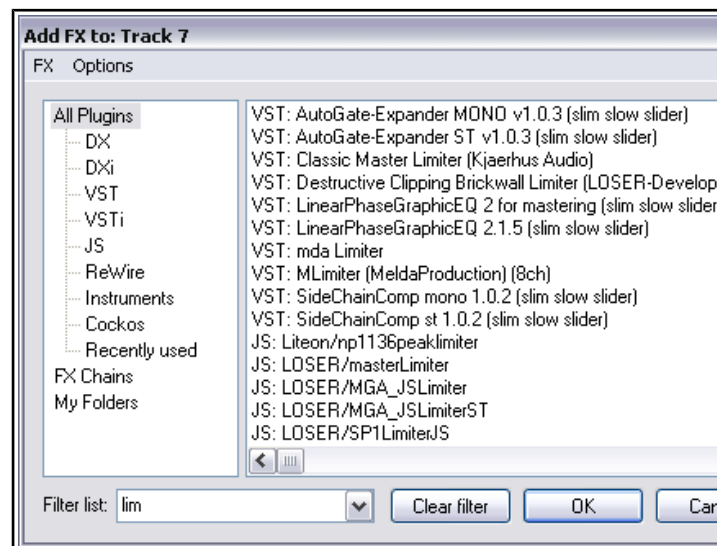 Add FX to: Track 7
FX Options
All Plugins
DX
DXi
VST
VSTi
JS
ReWire
Instruments
Cockos
Recently used
FX Chains
My Folders
VST: AutoGate-Expander MONO v1.0.3 (slim slow slider)
VST: AutoGate-Expander ST v1.0.3 (slim slow slider)
VST: Classic Master Limiter (Kjaerhus Audio)
VST: Destructive Clipping Brickwall Limiter (LOSER-Develop
VST: LinearPhaseGraphicEQ 2 for mastering (slim slow slider
VST: LinearPhaseGraphicEQ 2.1.5 (slim slow slider)
VST: mda Limiter
VST: MLimiter (MeldaProduction) (8ch)
VST: SideChainComp mono 1.0.2 (slim slow slider)
VST: SideChainComp st 1.0.2 (slim slow slider)
JS: Liteon/np1136peaklimiter
JS: LOSER/masterLimiter
JS: LOSER/MGA_JSLimiter
JS: LOSER/MGA_JSLimiterST
JS: LOSER/SP1LimiterJS
Filter list: lim Clear filter OK Can